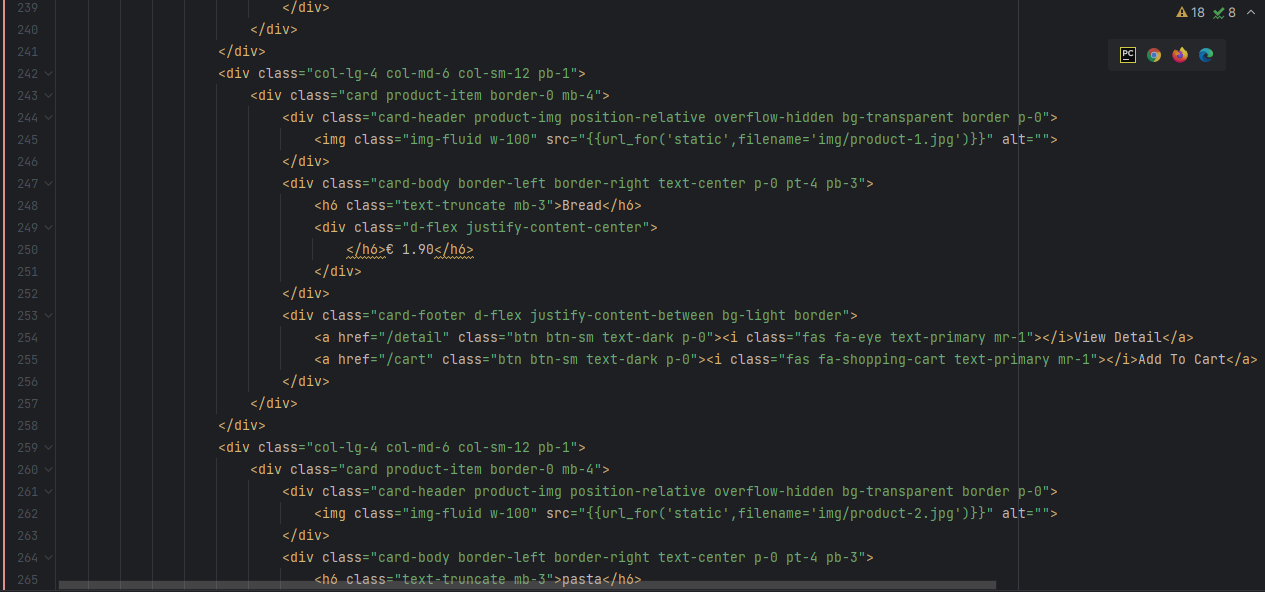 18 8
239 </div>
240 </div>
241 </div>
PC
242 <div class="col-lg-4 col-md-6 col-sm-12 pb-1">
243 <div class="card product-item border-0 mb-4">
244 <div class="card-header product-img position-relative overflow-hidden bg-transparent border p-0">
245 <img class="img-fluid w-100" src="{{url_for('static',filename='img/product-1.jpg')}}" alt="">
246 </div>
247 <div class="card-body border-left border-right text-center p-0 pt-4 pb-3">
248 <h6 class="text-truncate mb-3">Bread</h6>
249 <div class="d-flex justify-content-center">
250 </h6>€ 1.90</h6>
251 </div>
252 </div>
253 <div class="card-footer d-flex justify-content-between bg-light border">
254 <a href="/detail" class="btn btn-sm text-dark p-0"><i class="fas fa-eye text-primary mr-1"></i>View Detail</a>
255 <a href="/cart" class="btn btn-sm text-dark p-0"><i class="fas fa-shopping-cart text-primary mr-1"></i>Add To Cart</a>
256 </div>
257 </div>
258 </div>
259 <div class="col-lg-4 col-md-6 col-sm-12 pb-1">
260 <div class="card product-item border-0 mb-4">
261 <div class="card-header product-img position-relative overflow-hidden bg-transparent border p-0">
262 <img class="img-fluid w-100" src="{{url_for('static',filename='img/product-2.jpg')}}" alt="">
263 </div>
264 <div class="card-body border-left border-right text-center p-0 pt-4 pb-3">
265 <h6 class="text-truncate mb-3">pasta</h6>